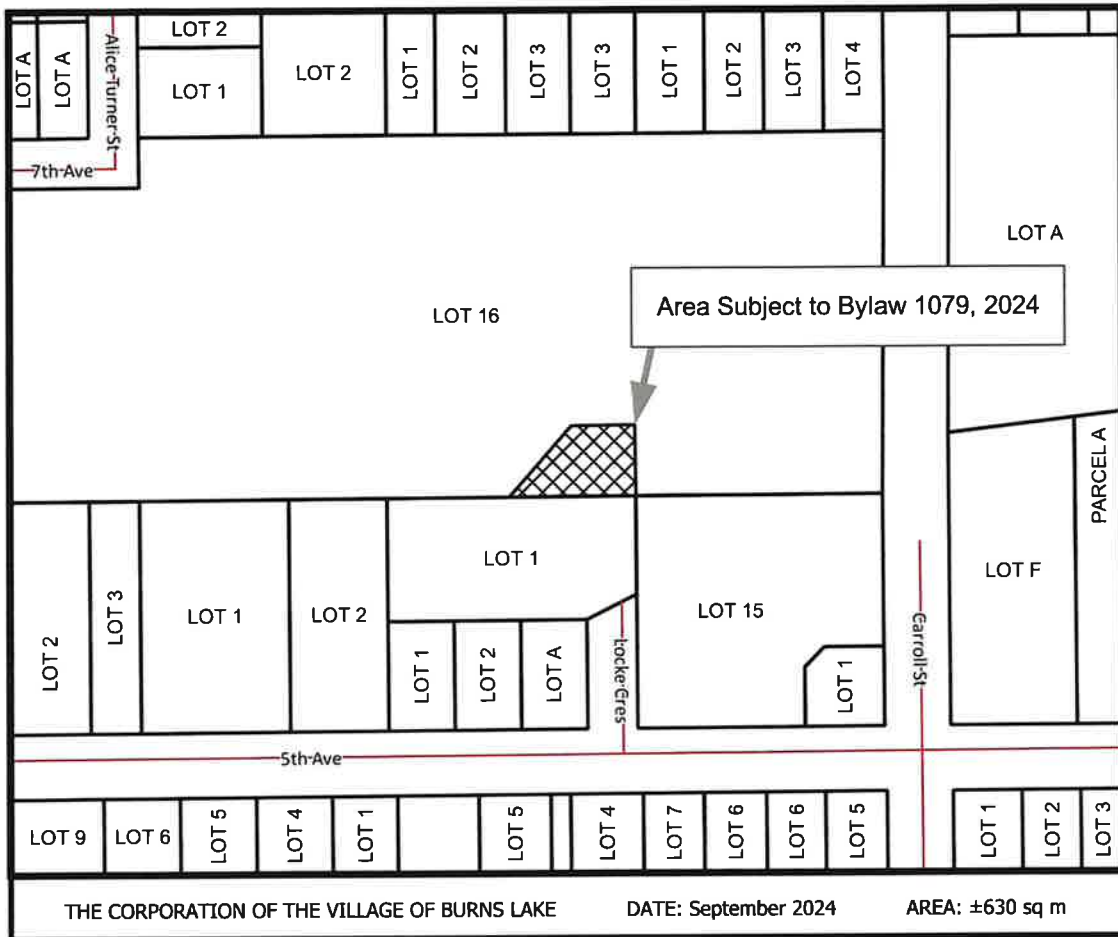 LOT A
LOT A
Alice-Turner-St
LOT 2
LOT 1
LOT 2
LOT 1
LOT 2
LOT 3
LOT 3
LOT 1
LOT 2
LOT 3
LOT 4
7th-Ave
LOT A
LOT 16
Area Subject to Bylaw 1079, 2024
PARCEL A
LOT 2
LOT 3
LOT 1
LOT 2
LOT 1
LOT 15
LOT F
LOT 1
LOT 2
LOT A
Locke-Cres
LOT 1
Carroll-St
5th-Ave
LOT 9
LOT 6
LOT 5
LOT 4
LOT 1
LOT 5
LOT 4
LOT 7
LOT 6
LOT 6
LOT 5
LOT 1
LOT 2
LOT 3
THE CORPORATION OF THE VILLAGE OF BURNS LAKE DATE: September 2024 AREA: ±630 sq m